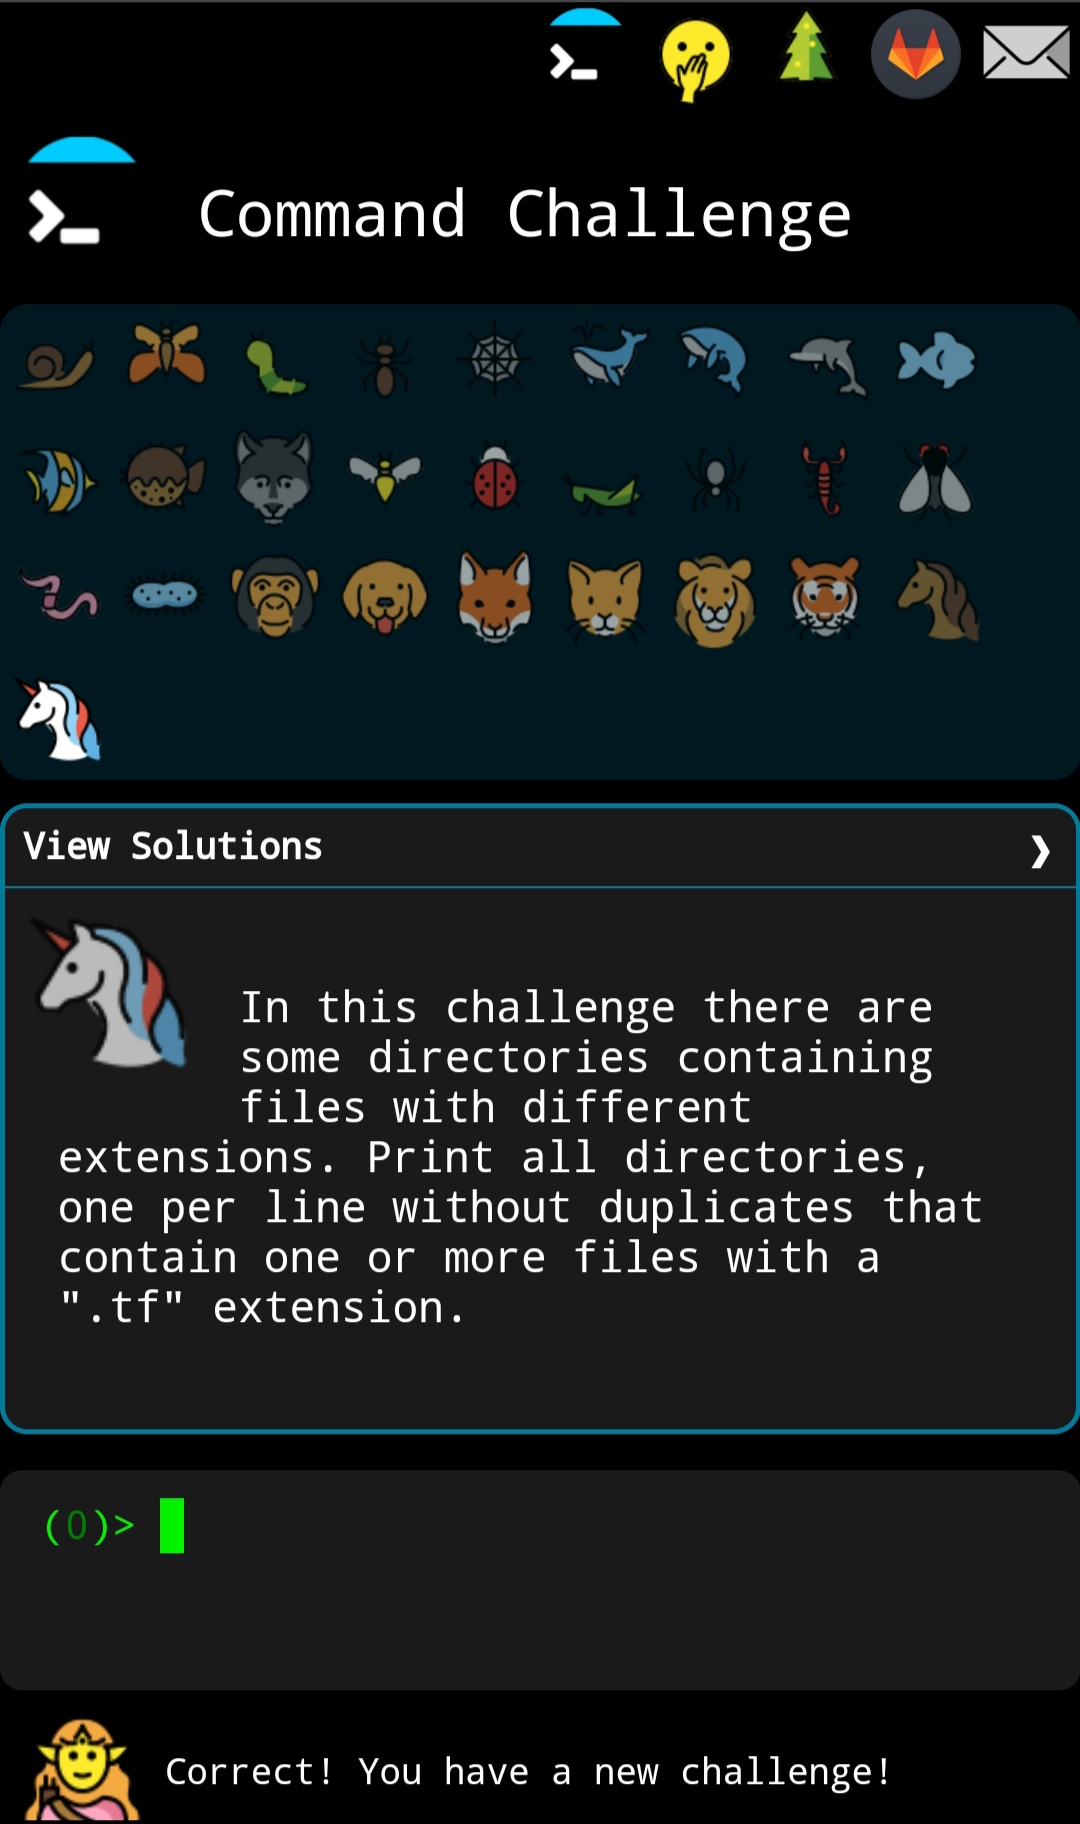 Command Challenge
View Solutions ❯
In this challenge there are
some directories containing
files with different
extensions. Print all directories,
one per line without duplicates that
contain one or more files with a
".tf" extension.
(0)>
Correct! You have a new challenge!